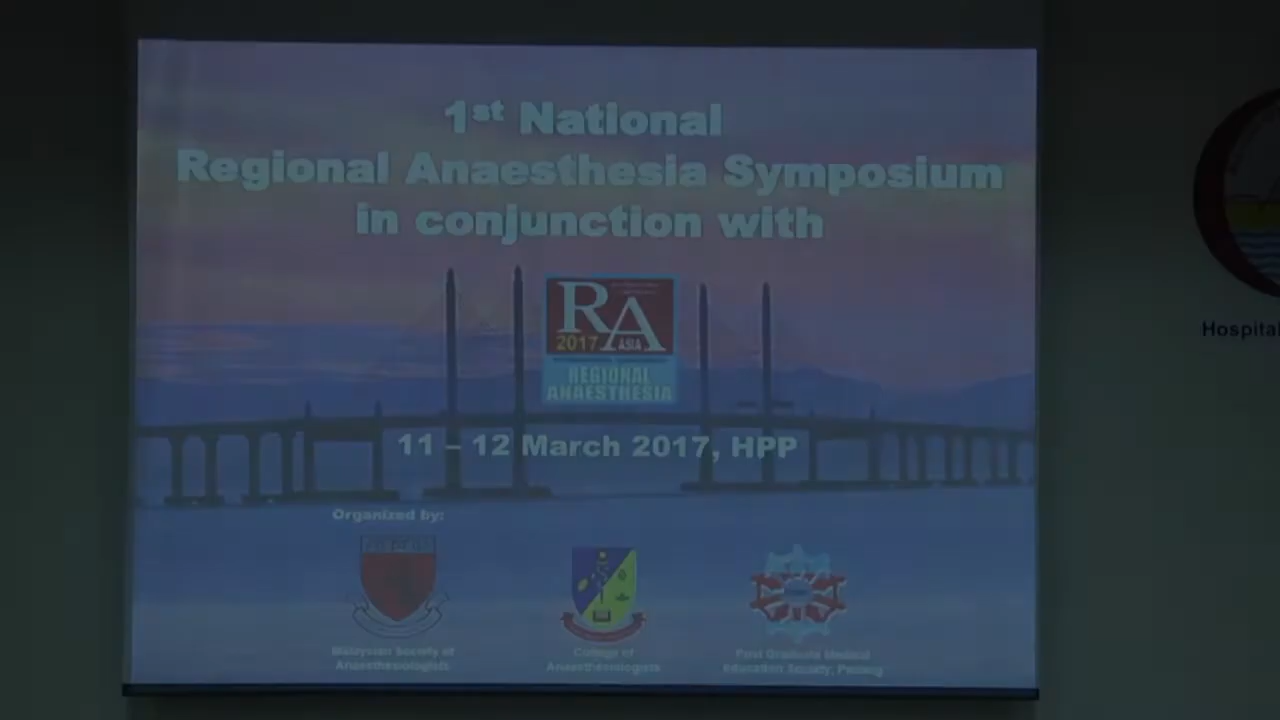 1st National
Regional Anaesthesia Symposium
in conjunction with
RA
2017 ASIA
REGIONAL
ANAESTHESIA
11 – 12 March 2017, HPP
Organized by:
Malaysian Society of
Anaesthesiologists
College of
Anaesthesiologists
Post Graduate Medical
Education Society, Penang
Hospita